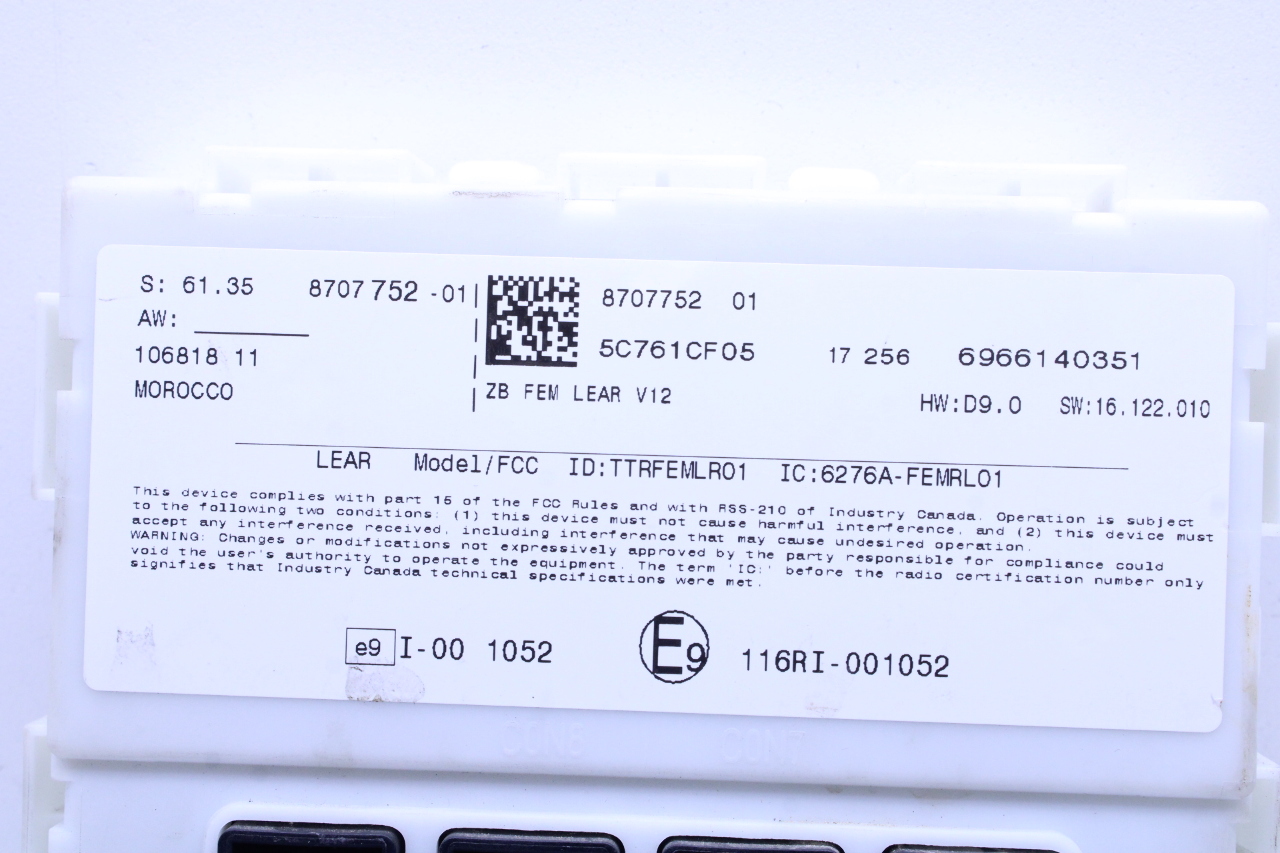 S: 61.35 8707 752 -01
AW:
106818 11
MOROCCO
8707752 01
5C761CF05 17 256 6966140351
ZB FEM LEAR V12
HW:D9.0 SW:16.122.010
LEAR Model/FCC ID:TTRFEMLR01 IC:6276A-FEMRL01
This device complies with part 15 of the FCC Rules and with RSS-210 of Industry Canada. Operation is subject
to the following two conditions: (1) this device must not cause harmful interference, and (2) this device must
accept any interference received, including interference that may cause undesired operation.
WARNING: Changes or modifications not expressively approved by the party responsible for compliance could
void the user's authority to operate the equipment. The term 'IC:' before the radio certification number only
signifies that Industry Canada technical specifications were met.
e9 I-00 1052
E9 116RI-001052
CON6 CON7